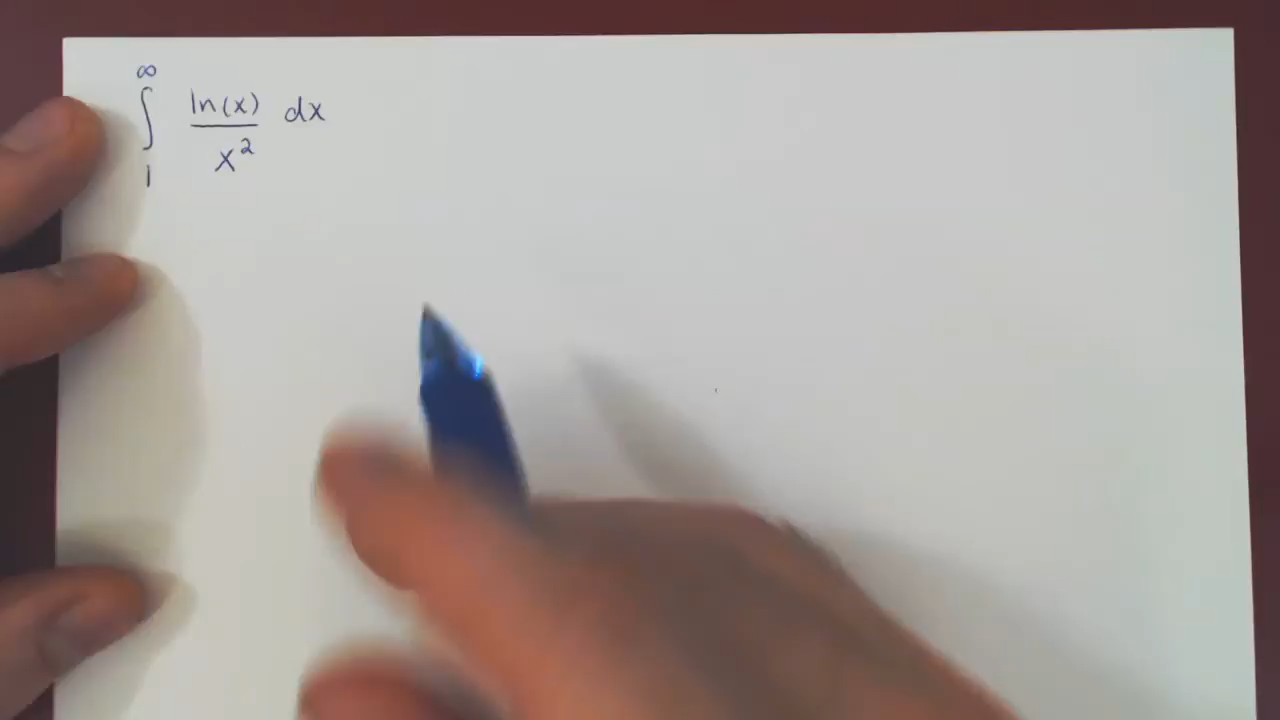 ∫₁^∞ ln(x)/x² dx